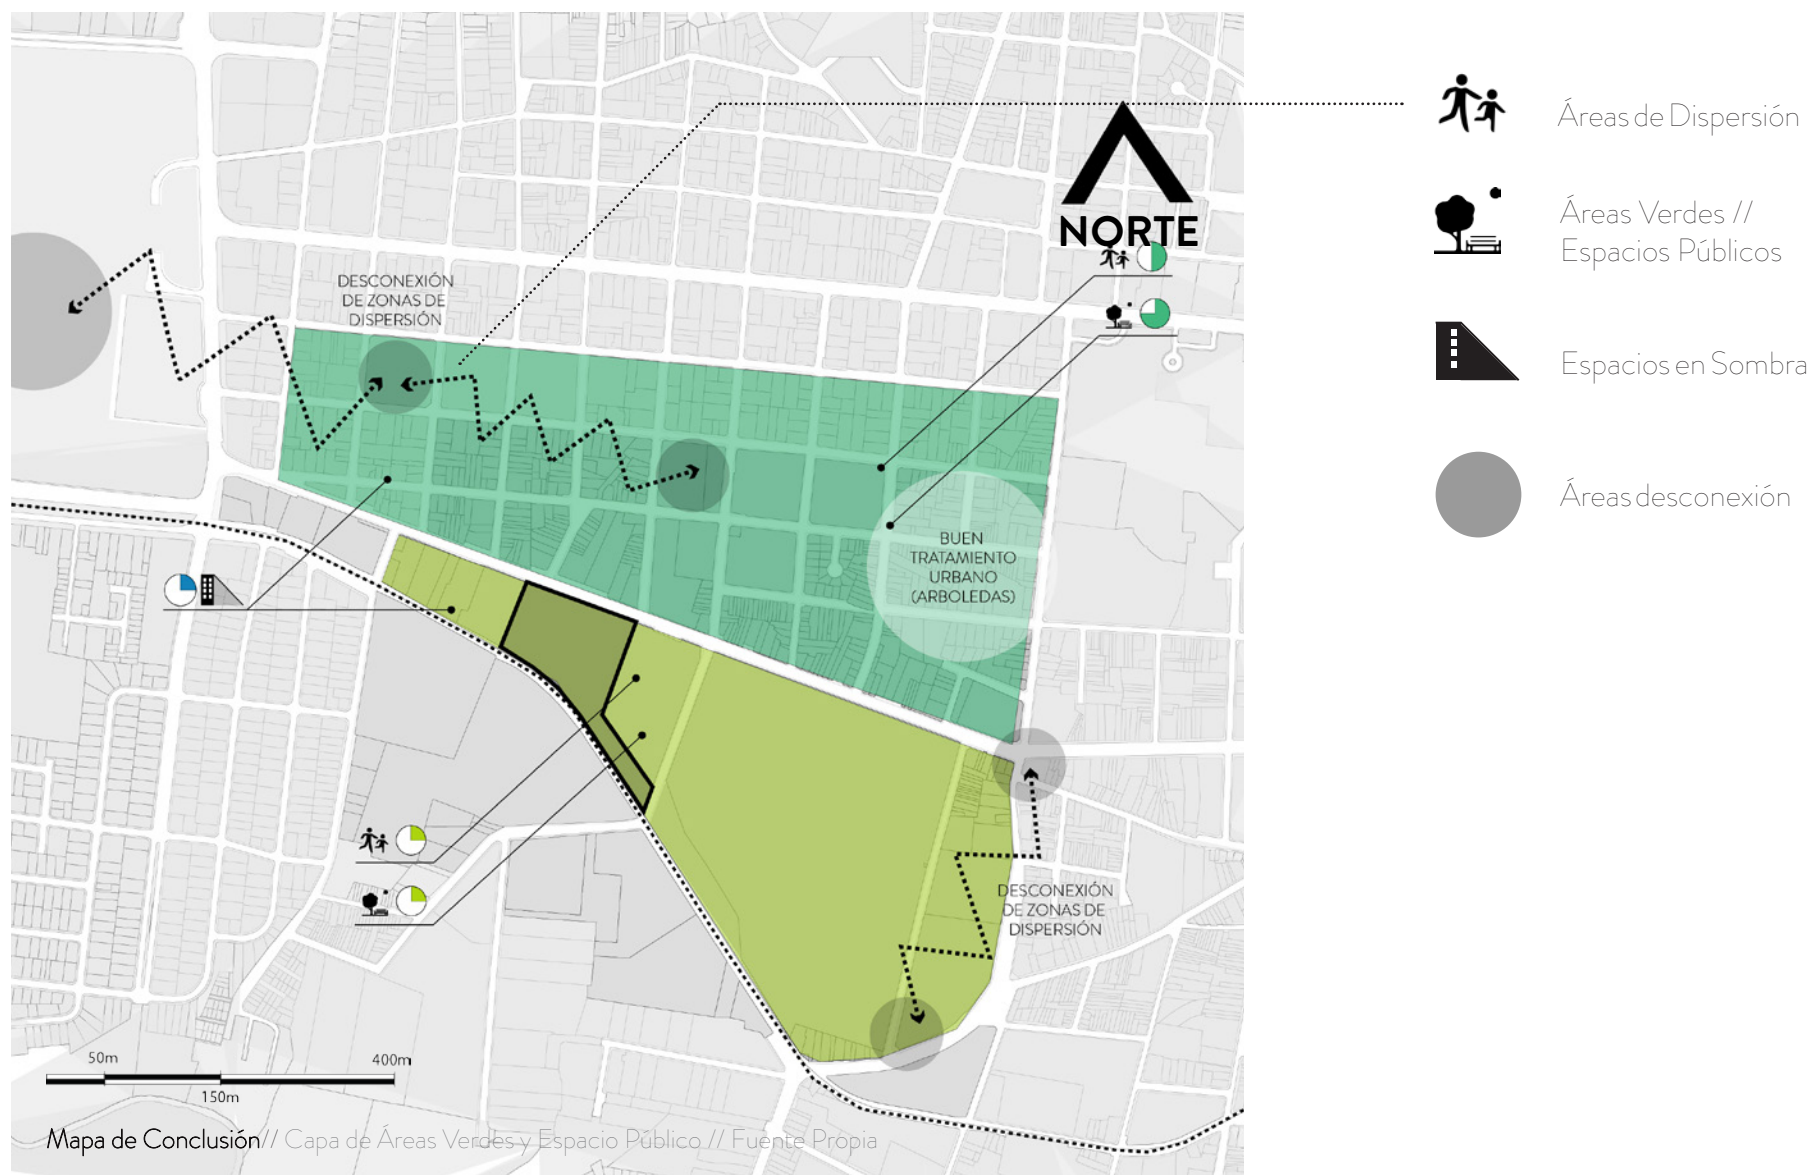 NORTE
DESCONEXIÓN
DE ZONAS DE
DISPERSIÓN
BUEN
TRATAMIENTO
URBANO
(ARBOLEDAS)
DESCONEXIÓN
DE ZONAS DE
DISPERSIÓN
50m
400m
150m
Mapa de Conclusión// Capa de Áreas Verdes y Espacio Público // Fuente Própia
Áreas de Dispersión
Áreas Verdes //
Espacios Públicos
Espacios en Sombra
Áreas desconexión